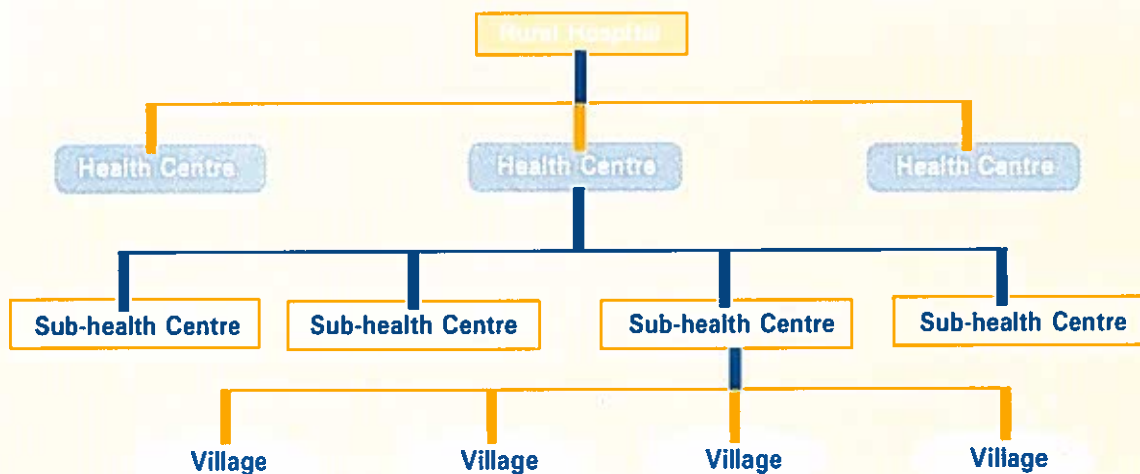 Rural Hospital
Health Centre Health Centre Health Centre
Sub-health Centre Sub-health Centre Sub-health Centre Sub-health Centre
Village Village Village Village